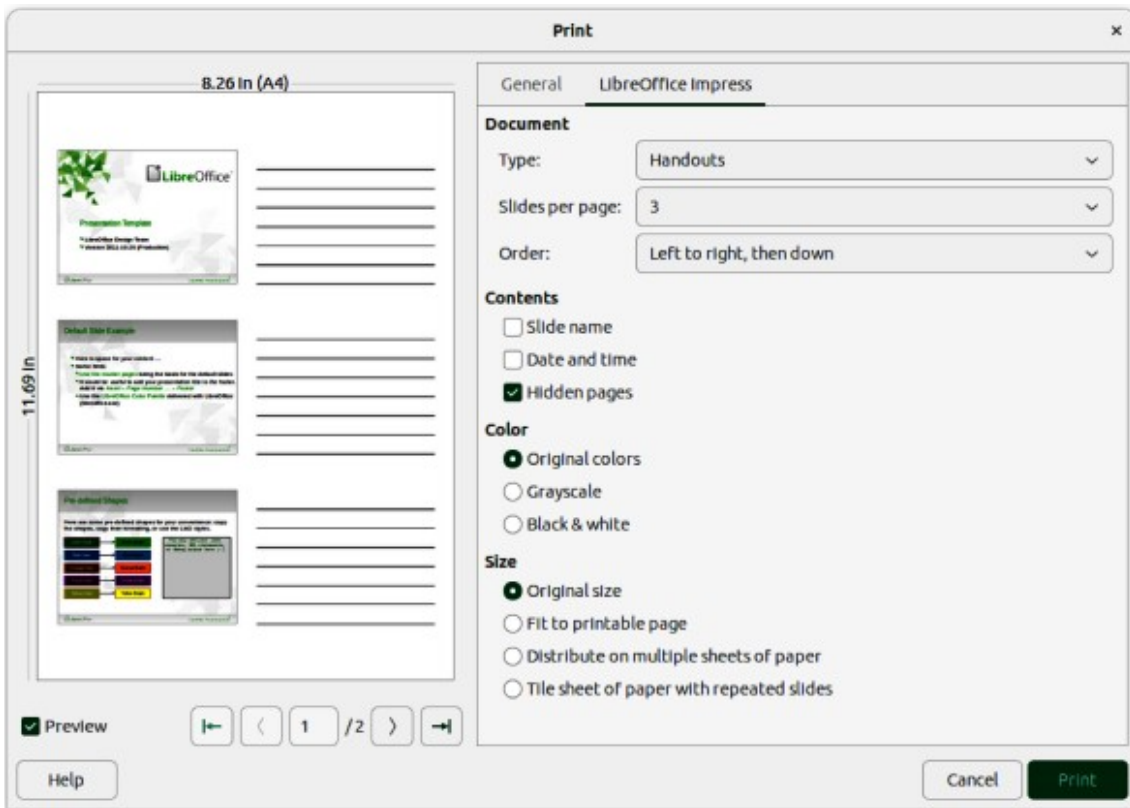 Print
8.26 in (A4)
11.69 in
LibreOffice
Presentation Template
LibreOffice Design Team
Default Slide Example
Pre-defined Shapes
Preview
1
/2
General
LibreOffice Impress
Document
Type:
Handouts
Slides per page:
3
Order:
Left to right, then down
Contents
Slide name
Date and time
Hidden pages
Color
Original colors
Grayscale
Black & white
Size
Original size
Fit to printable page
Distribute on multiple sheets of paper
Tile sheet of paper with repeated slides
Help
Cancel
Print